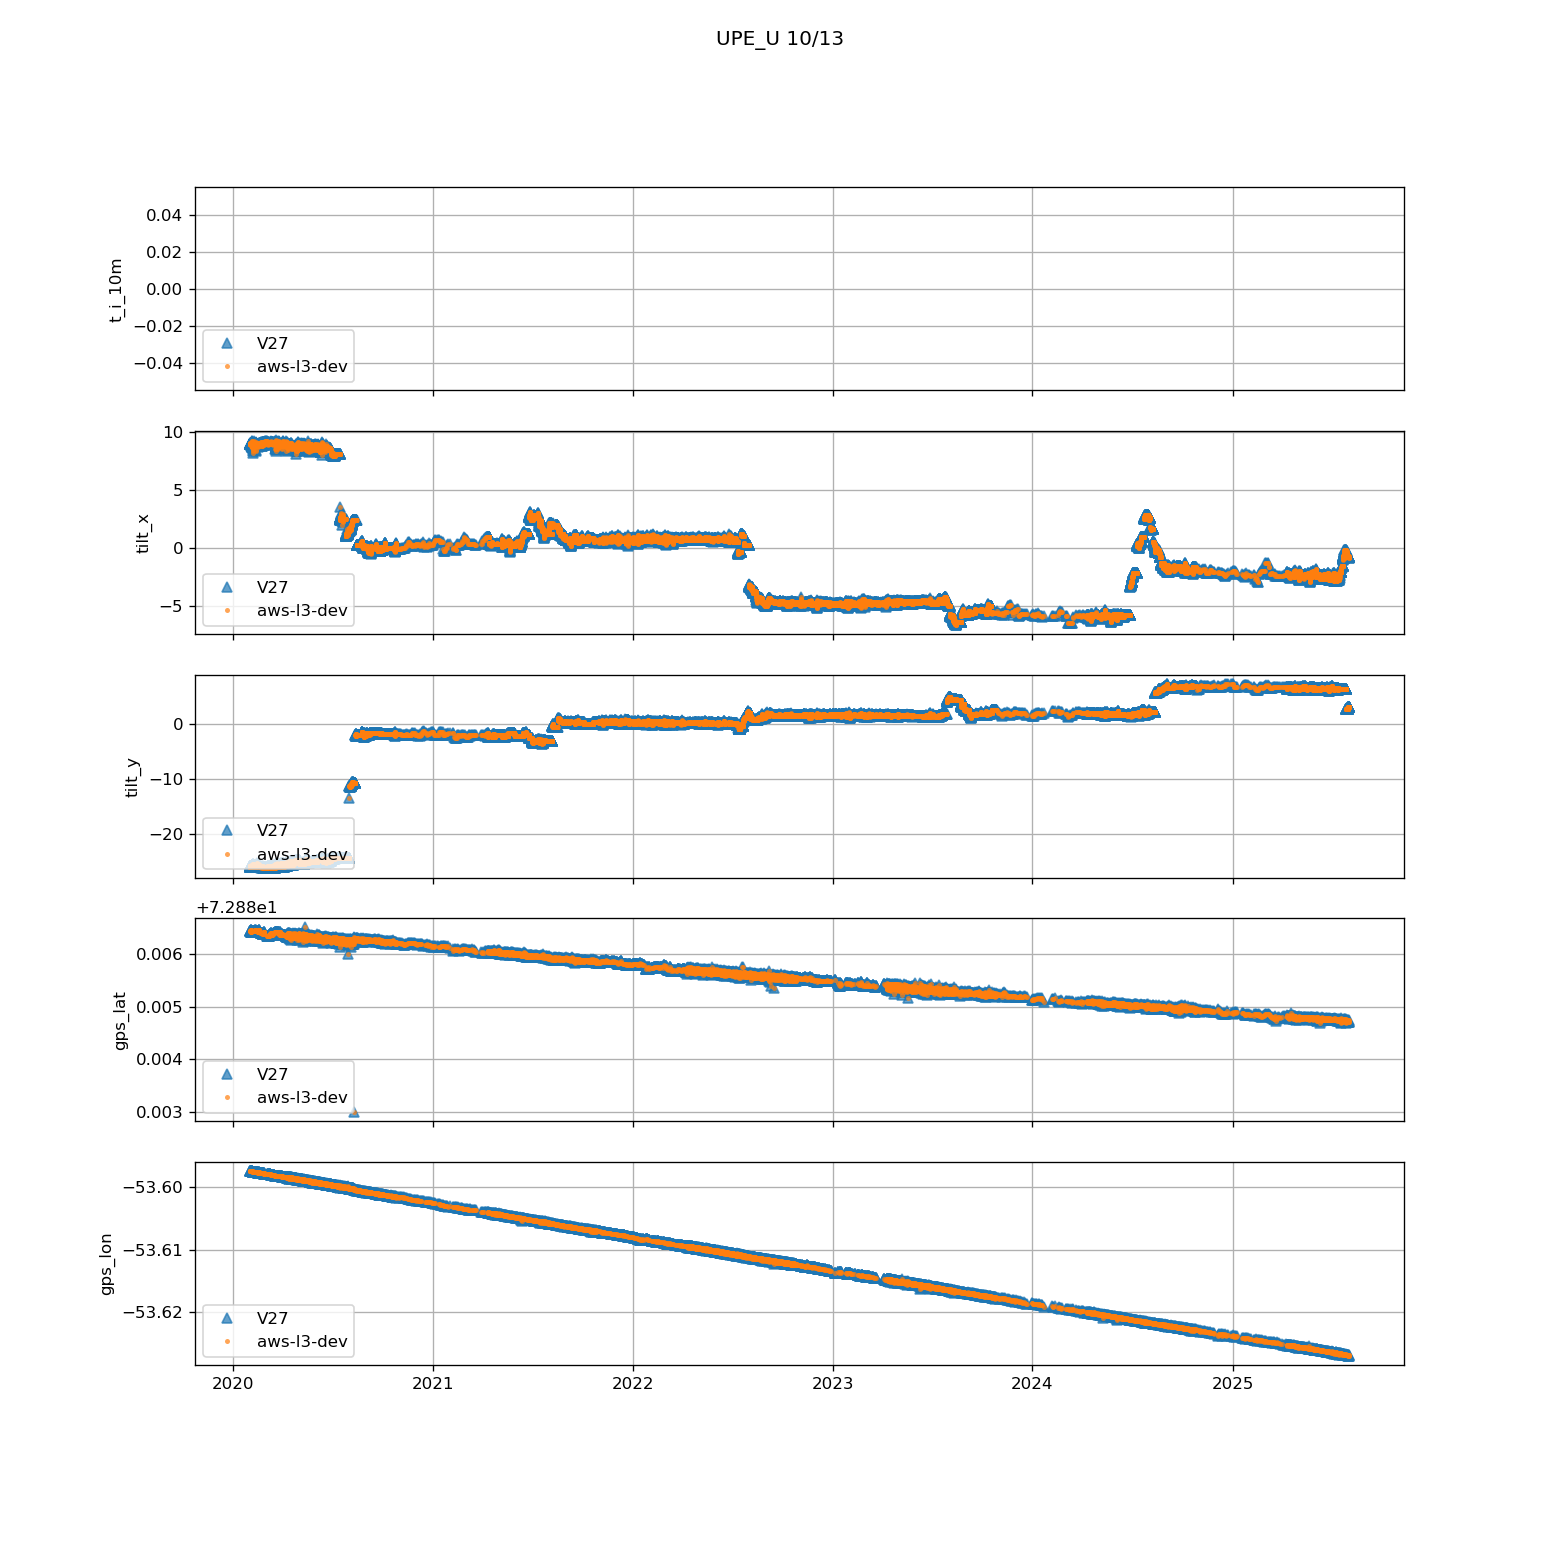 UPE_U 10/13
0.04
0.02
0.00
−0.02
−0.04
t_i_10m
V27
aws-l3-dev
10
5
0
−5
tilt_x
V27
aws-l3-dev
0
−10
−20
tilt_y
V27
aws-l3-dev
+7.288e1
0.006
0.005
0.004
0.003
gps_lat
V27
aws-l3-dev
−53.60
−53.61
−53.62
gps_lon
V27
aws-l3-dev
2020 2021 2022 2023 2024 2025